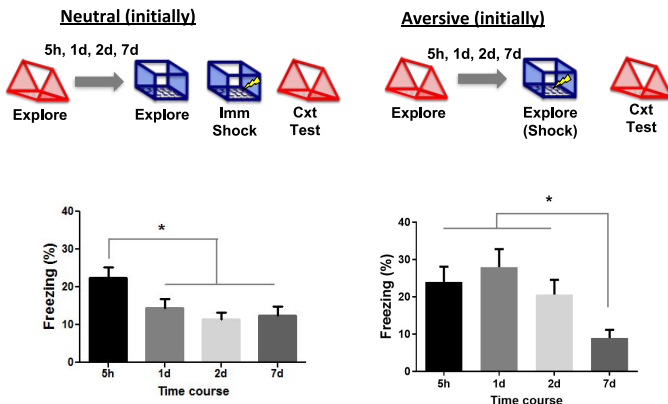 Neutral (initially)
5h, 1d, 2d, 7d
Explore
Explore
Imm
Shock
Cxt
Test
Aversive (initially)
5h, 1d, 2d, 7d
Explore
Explore
(Shock)
Cxt
Test
Freezing (%)
40
30
20
10
0
*
5h 1d 2d 7d
Time course
Freezing (%)
40
30
20
10
0
*
5h 1d 2d 7d
Time course